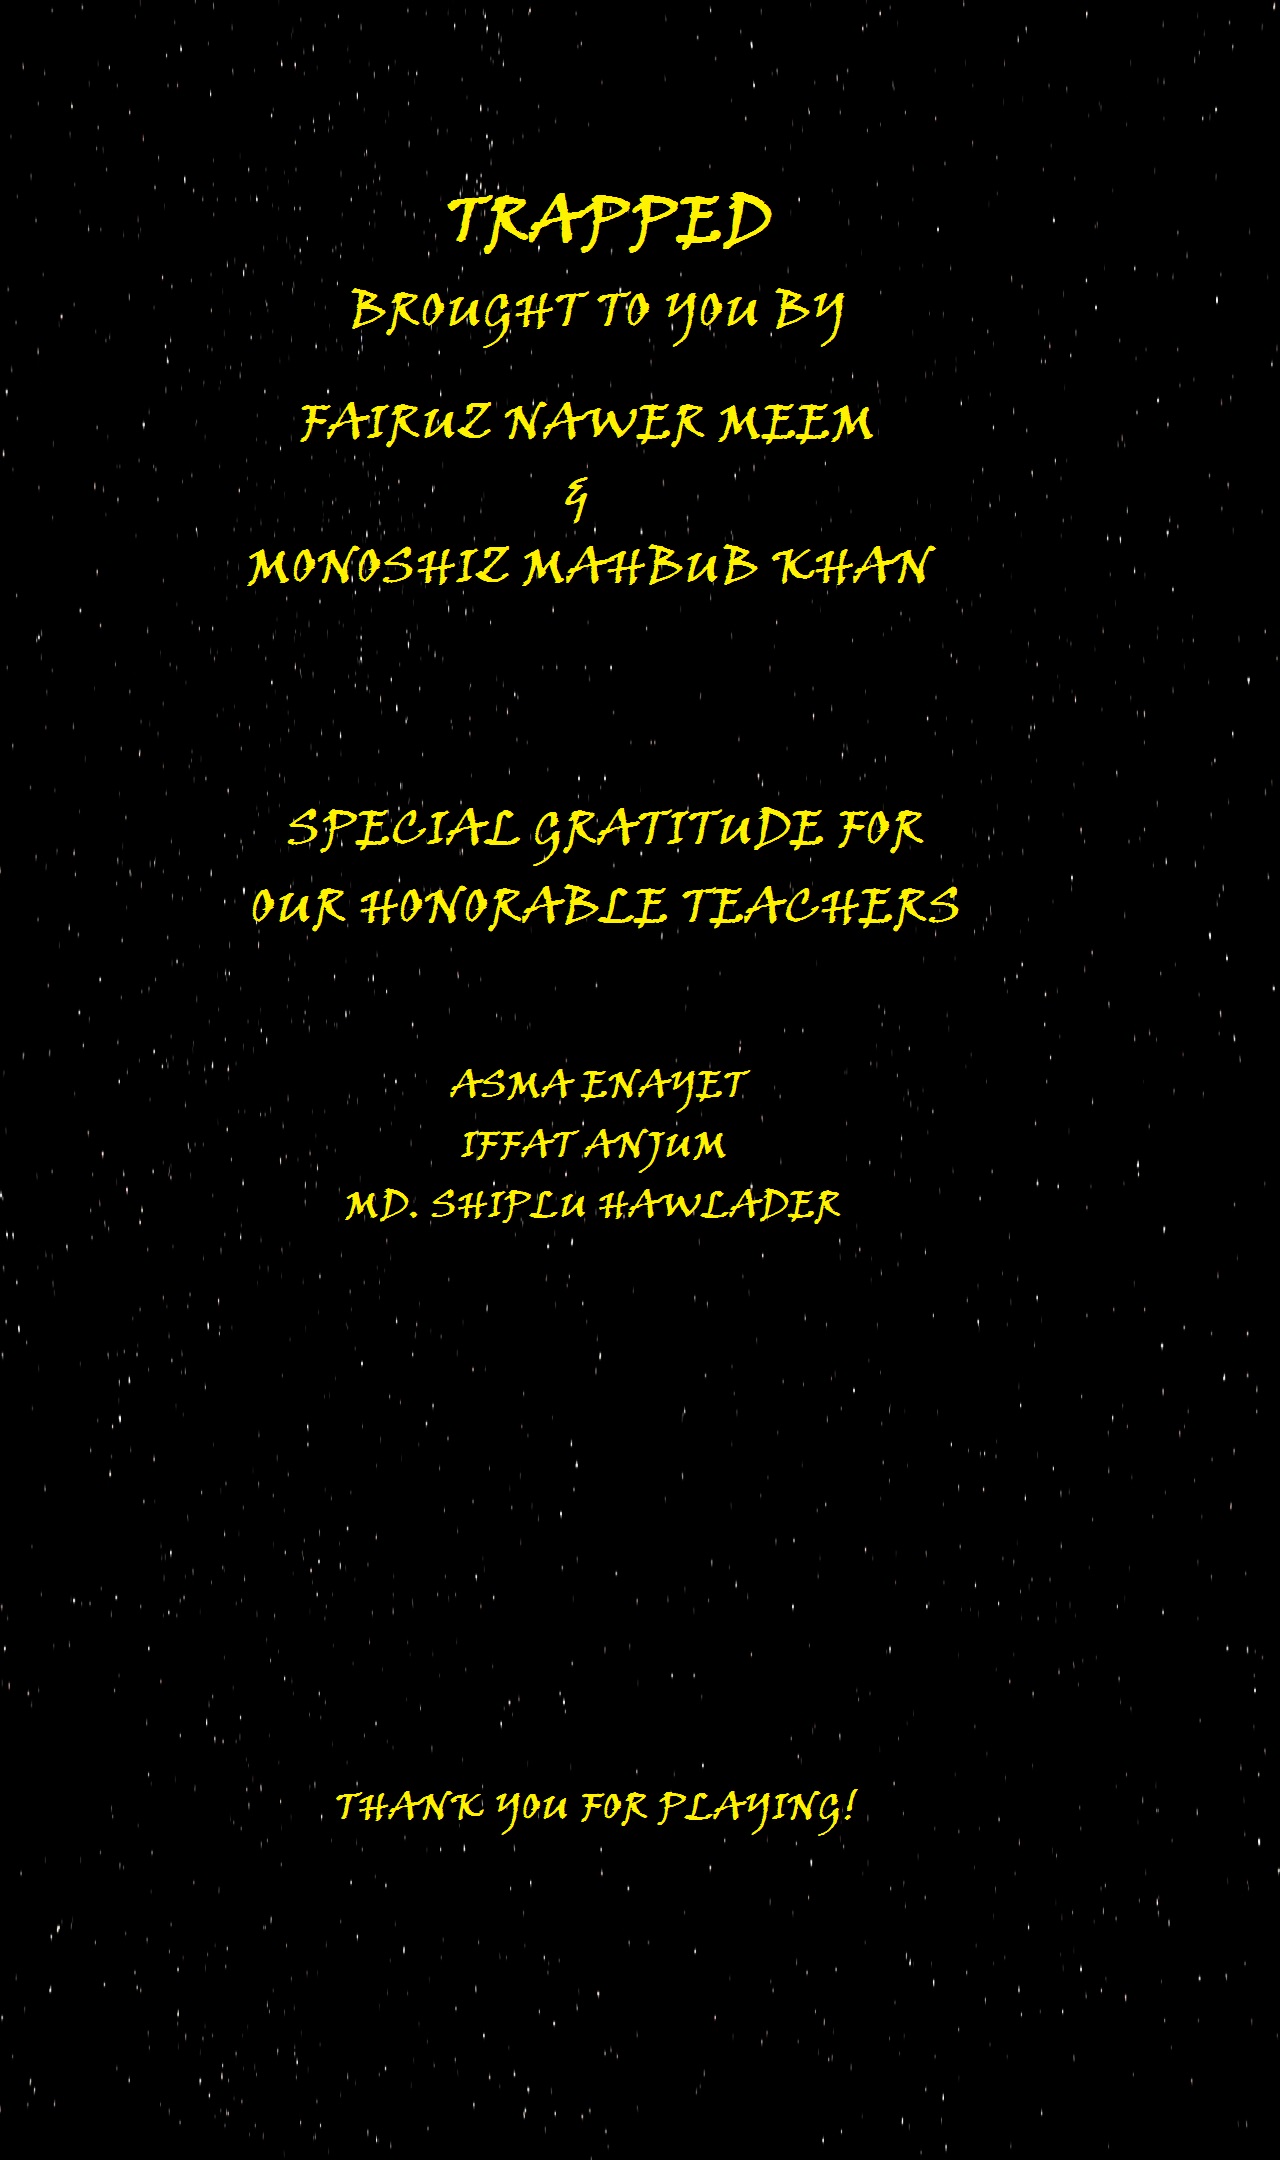 TRAPPED
BROUGHT TO YOU BY
FAIRUZ NAWER MEEM
&
MONOSHIZ MAHBUB KHAN
SPECIAL GRATITUDE FOR
OUR HONORABLE TEACHERS
ASMA ENAYET
IFFAT ANJUM
MD. SHIPLU HAWLADER
THANK YOU FOR PLAYING!